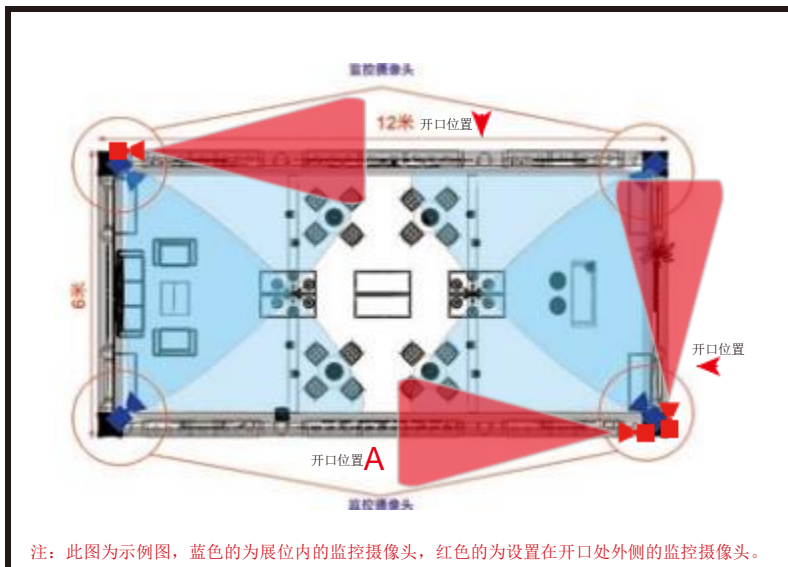 监控摄像头
12米
开口位置
6米
开口位置
开口位置A
监控摄像头
注：此图为示例图，蓝色的为展位内的监控摄像头，红色的为设置在开口处外侧的监控摄像头。